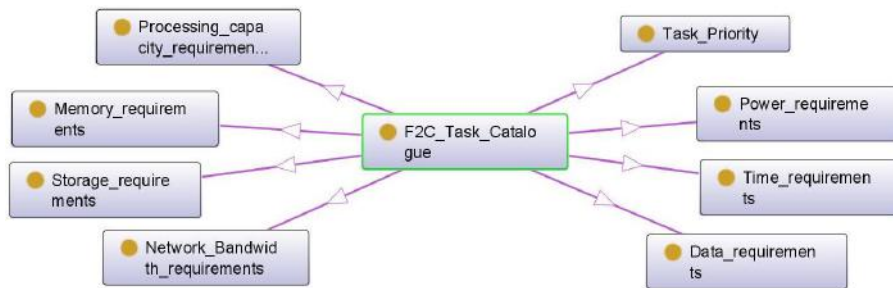 Processing_capa
city_requiremen...
Task_Priority
Memory_requirem
ents
Power_requireme
nts
F2C_Task_Catalo
gue
Storage_require
ments
Time_requiremen
ts
Network_Bandwid
th_requirements
Data_requiremen
ts